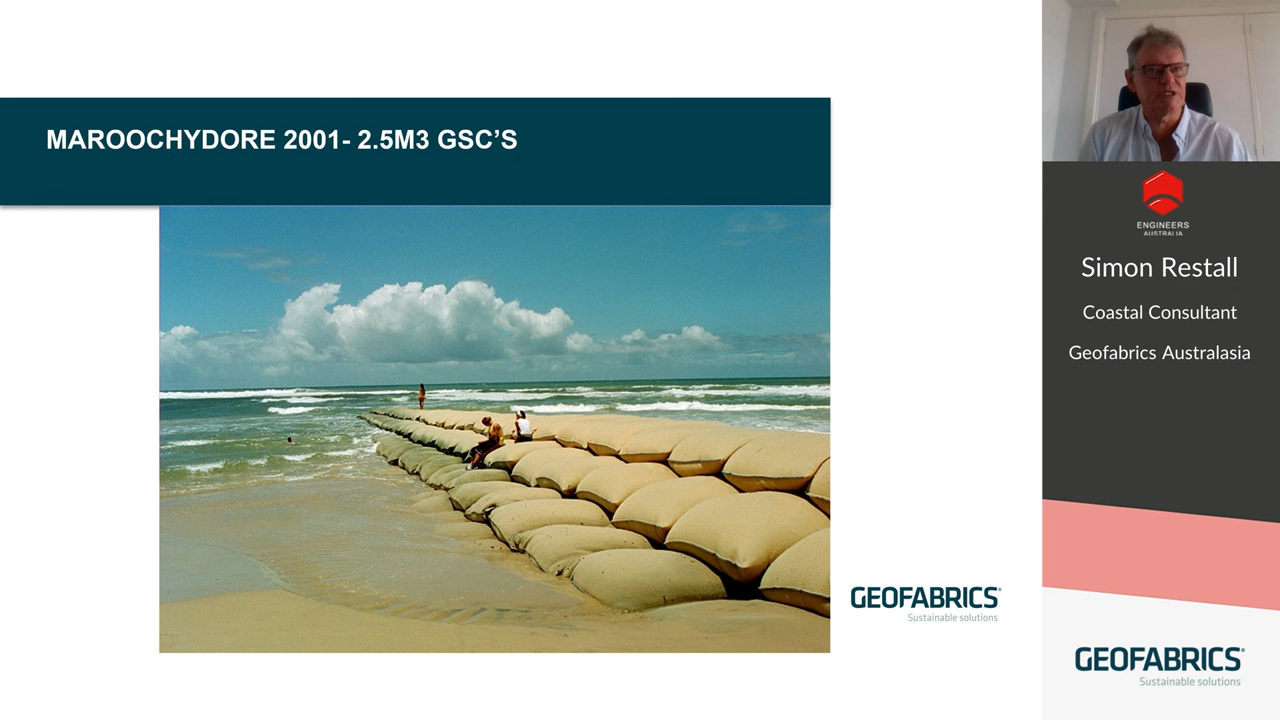 MAROOCHYDORE 2001- 2.5M3 GSC'S
GEOFABRICS®
Sustainable solutions
ENGINEERS
AUSTRALIA
Simon Restall
Coastal Consultant
Geofabrics Australasia
GEOFABRICS®
Sustainable solutions